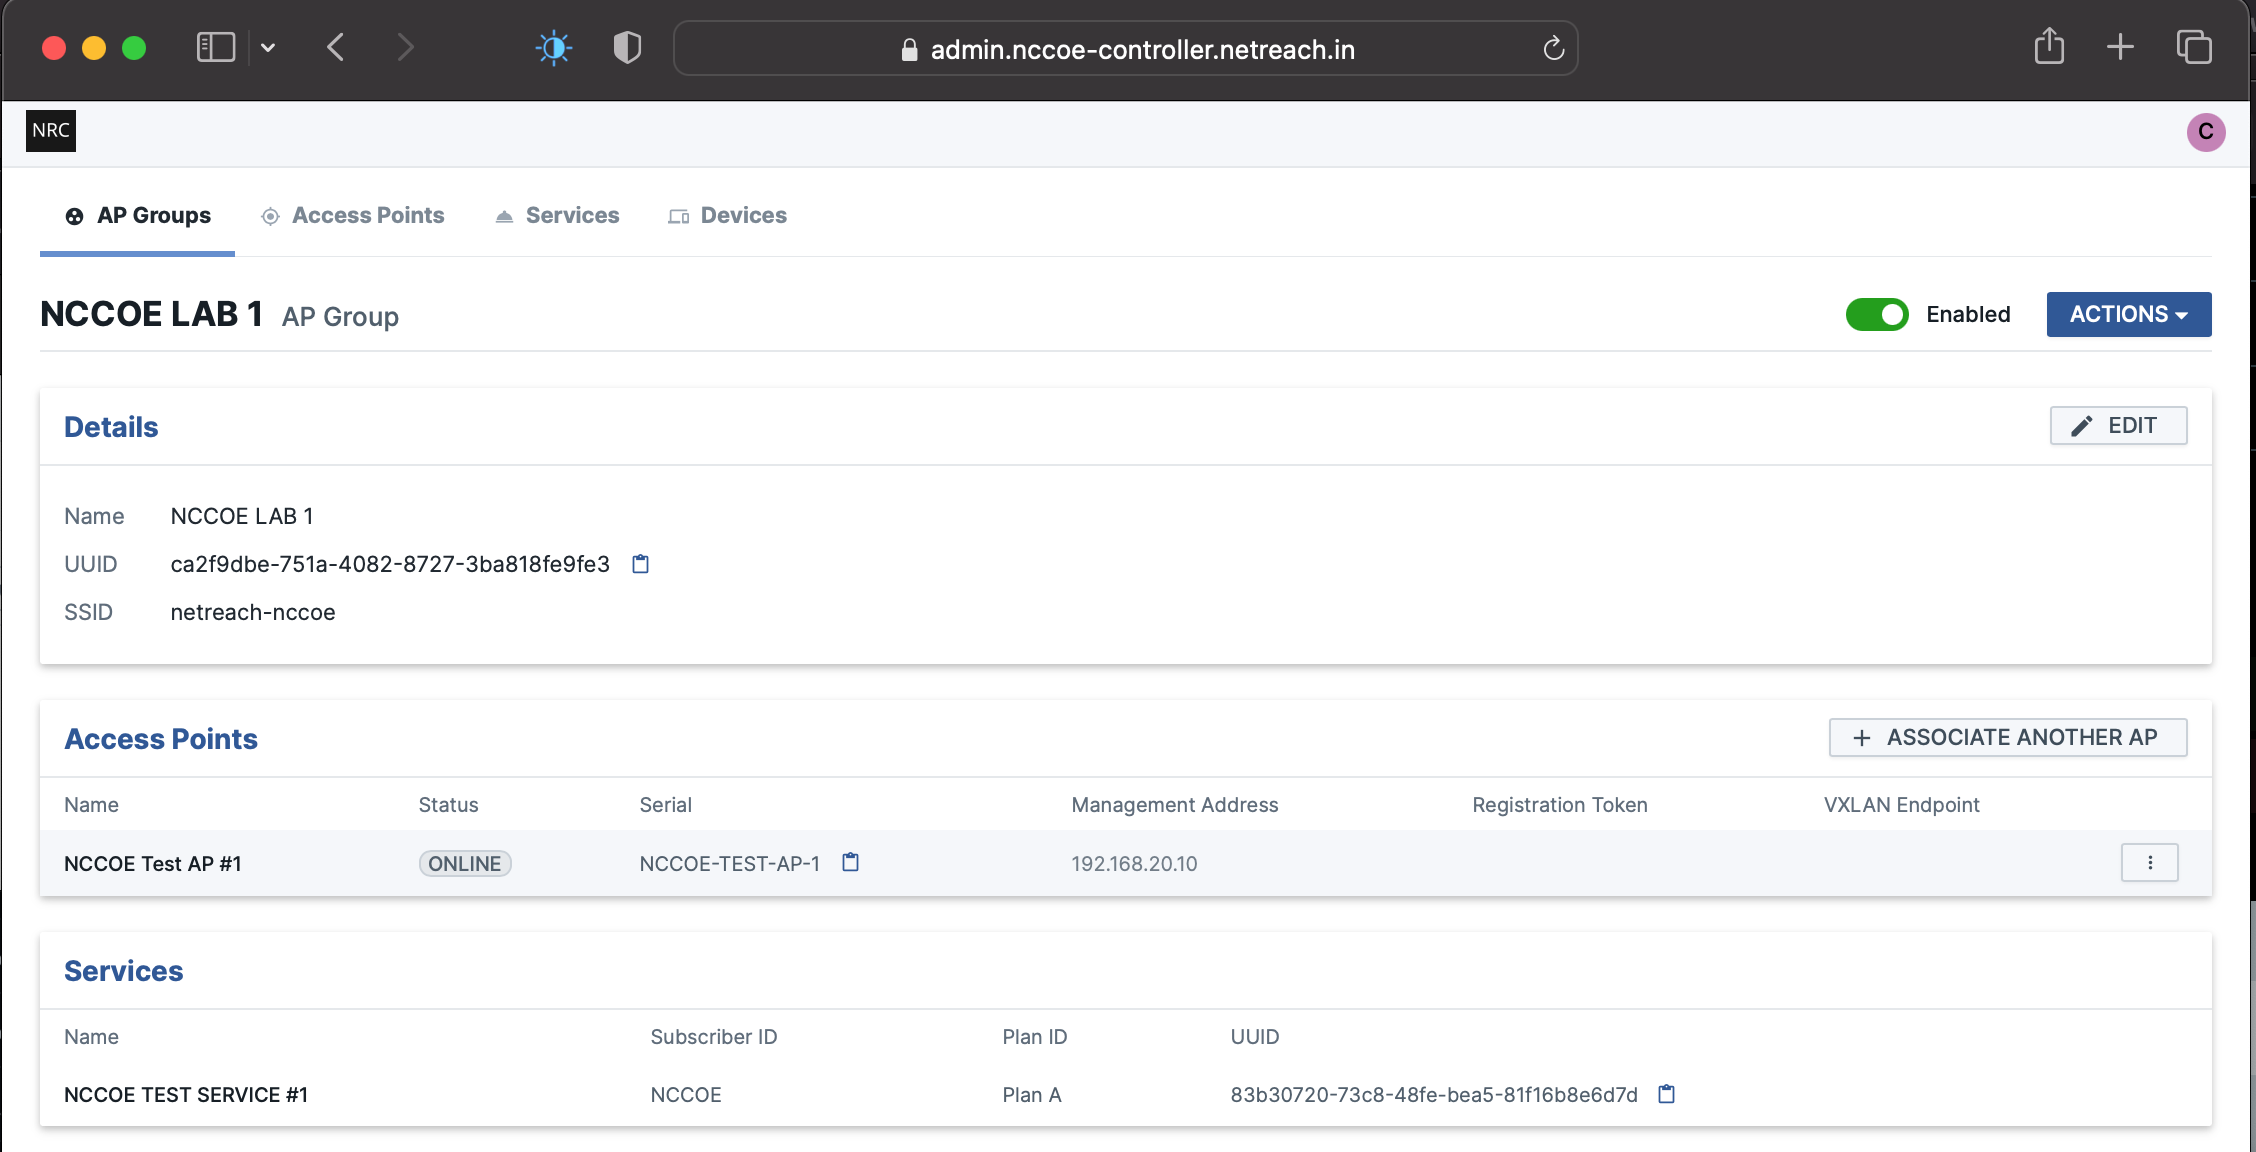 admin.nccoe-controller.netreach.in
NRC
C
AP Groups Access Points Services Devices
NCCOE LAB 1 AP Group Enabled ACTIONS
Details EDIT
Name NCCOE LAB 1
UUID ca2f9dbe-751a-4082-8727-3ba818fe9fe3
SSID netreach-nccoe
Access Points + ASSOCIATE ANOTHER AP
Name Status Serial Management Address Registration Token VXLAN Endpoint
NCCOE Test AP #1 ONLINE NCCOE-TEST-AP-1 192.168.20.10
Services
Name Subscriber ID Plan ID UUID
NCCOE TEST SERVICE #1 NCCOE Plan A 83b30720-73c8-48fe-bea5-81f16b8e6d7d